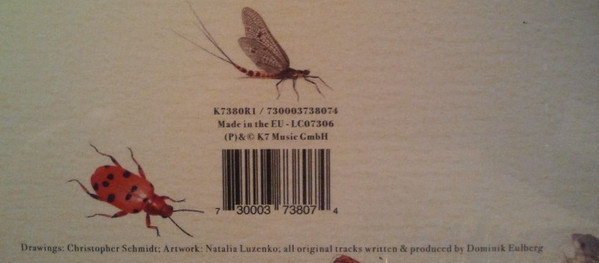 K7380R1 / 730003738074
Made in the EU - LC07306
(P)& © K7 Music GmbH
7 30003 73807 4
Drawings: Christopher Schmidt; Artwork: Natalia Luzenko; all original tracks written & produced by Dominik Eulberg